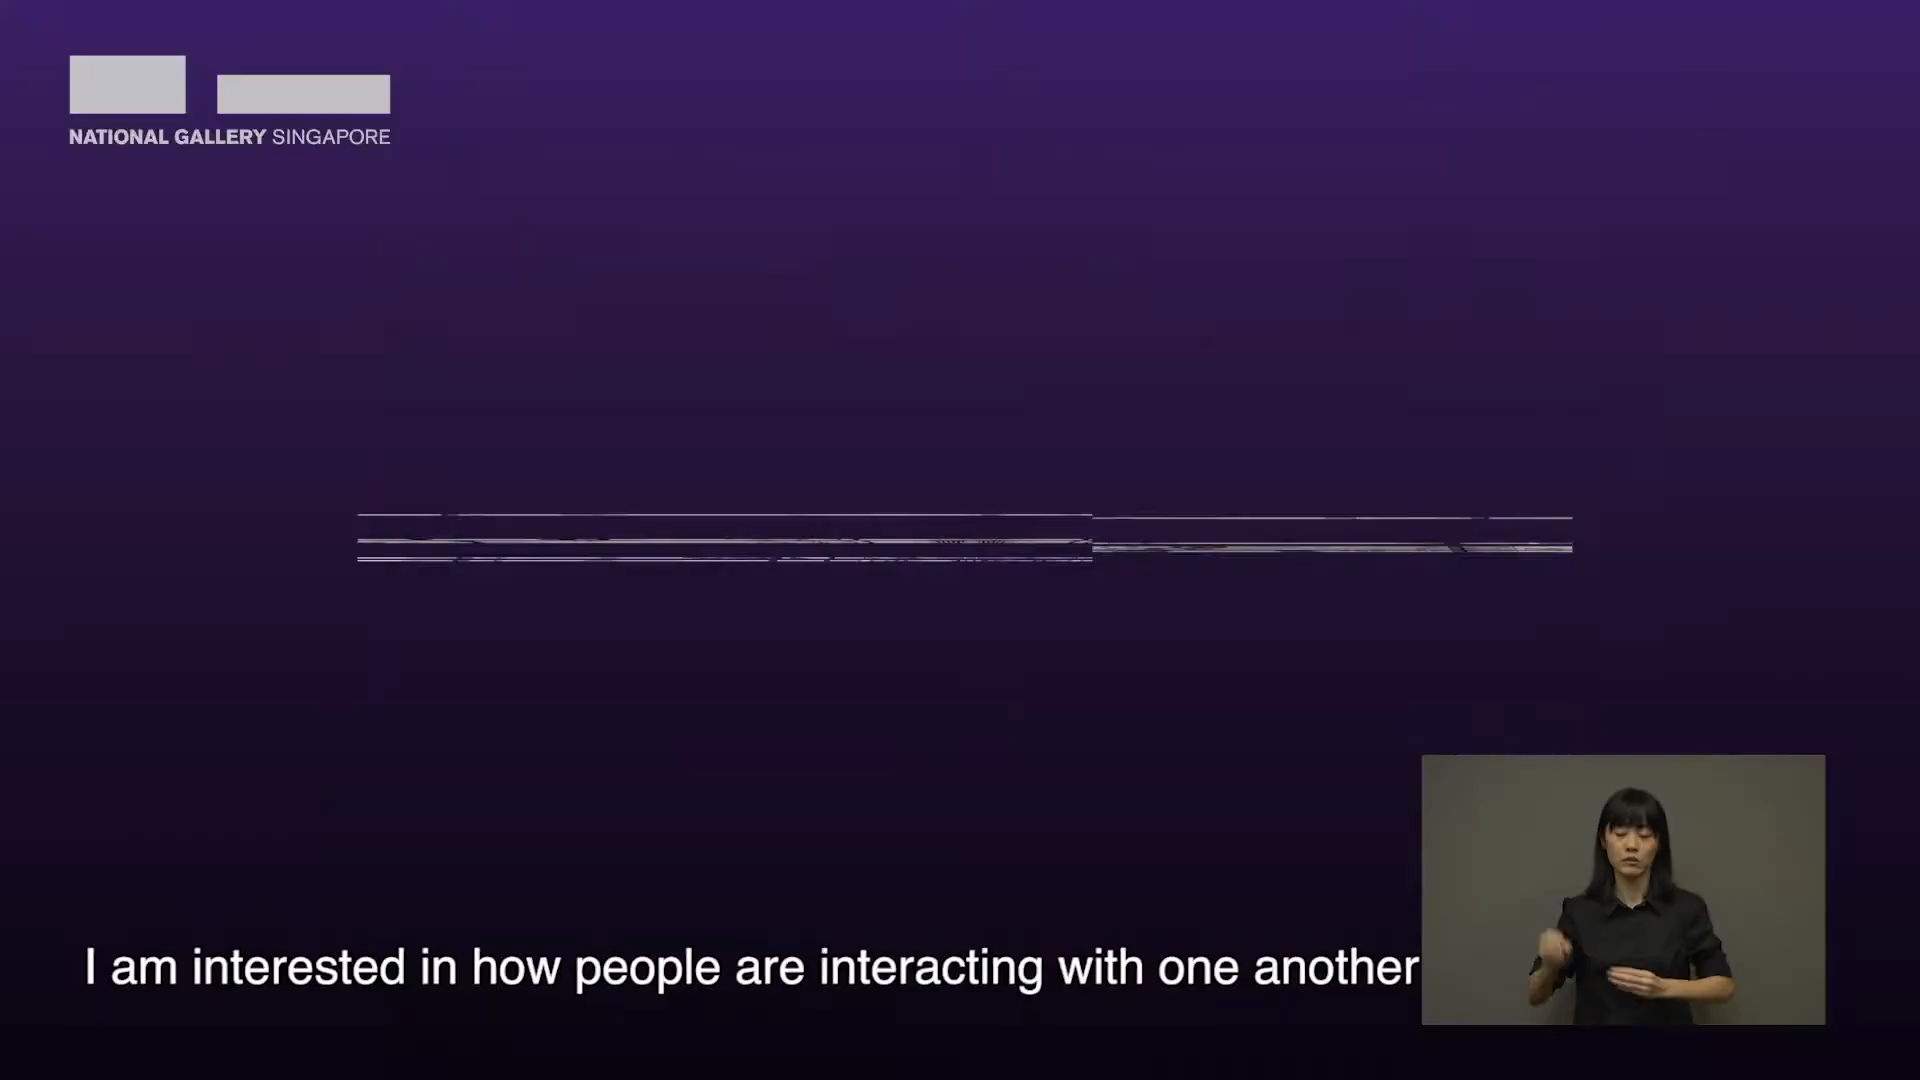 NATIONAL GALLERY SINGAPORE
I am interested in how people are interacting with one another